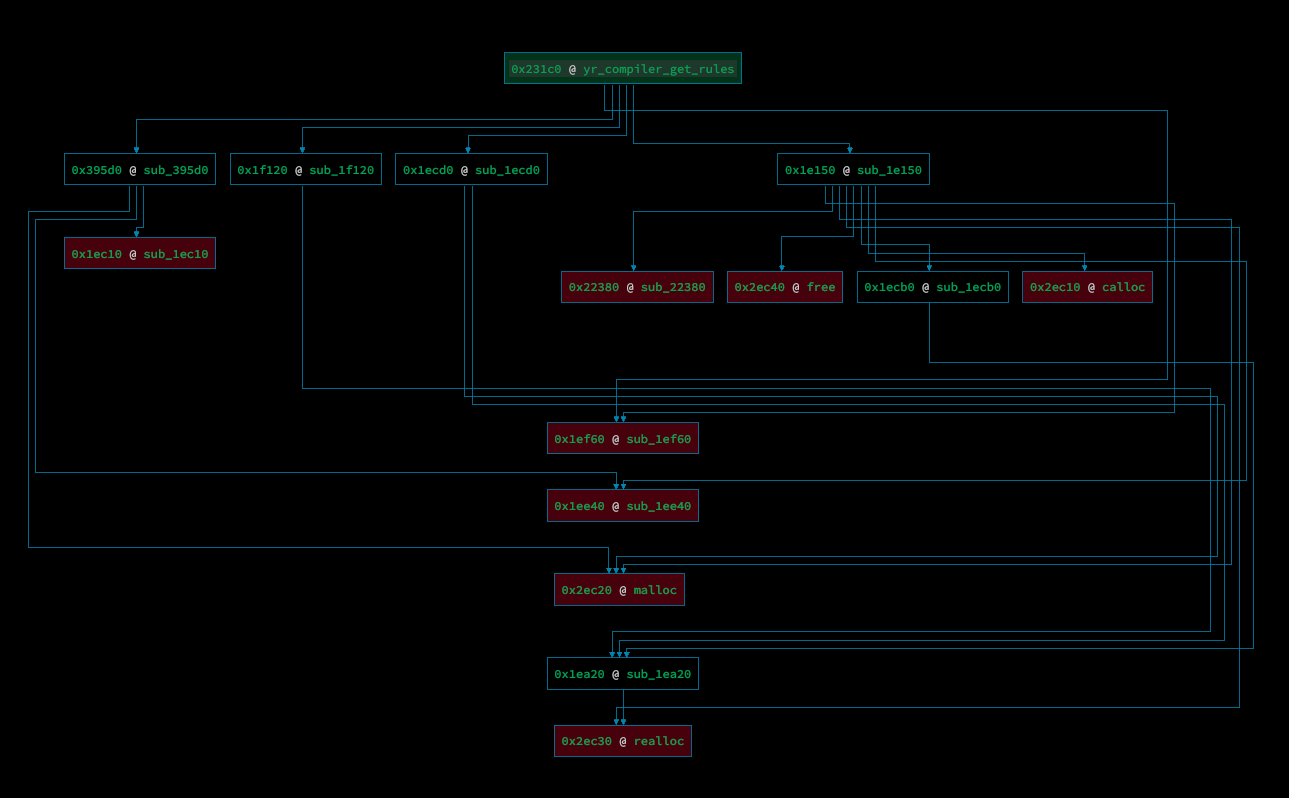 0x231c0 @ yr_compiler_get_rules
0x395d0 @ sub_395d0
0x1f120 @ sub_1f120
0x1ecd0 @ sub_1ecd0
0x1e150 @ sub_1e150
0x1ec10 @ sub_1ec10
0x22380 @ sub_22380
0x2ec40 @ free
0x1ecb0 @ sub_1ecb0
0x2ec10 @ calloc
0x1ef60 @ sub_1ef60
0x1ee40 @ sub_1ee40
0x2ec20 @ malloc
0x1ea20 @ sub_1ea20
0x2ec30 @ realloc